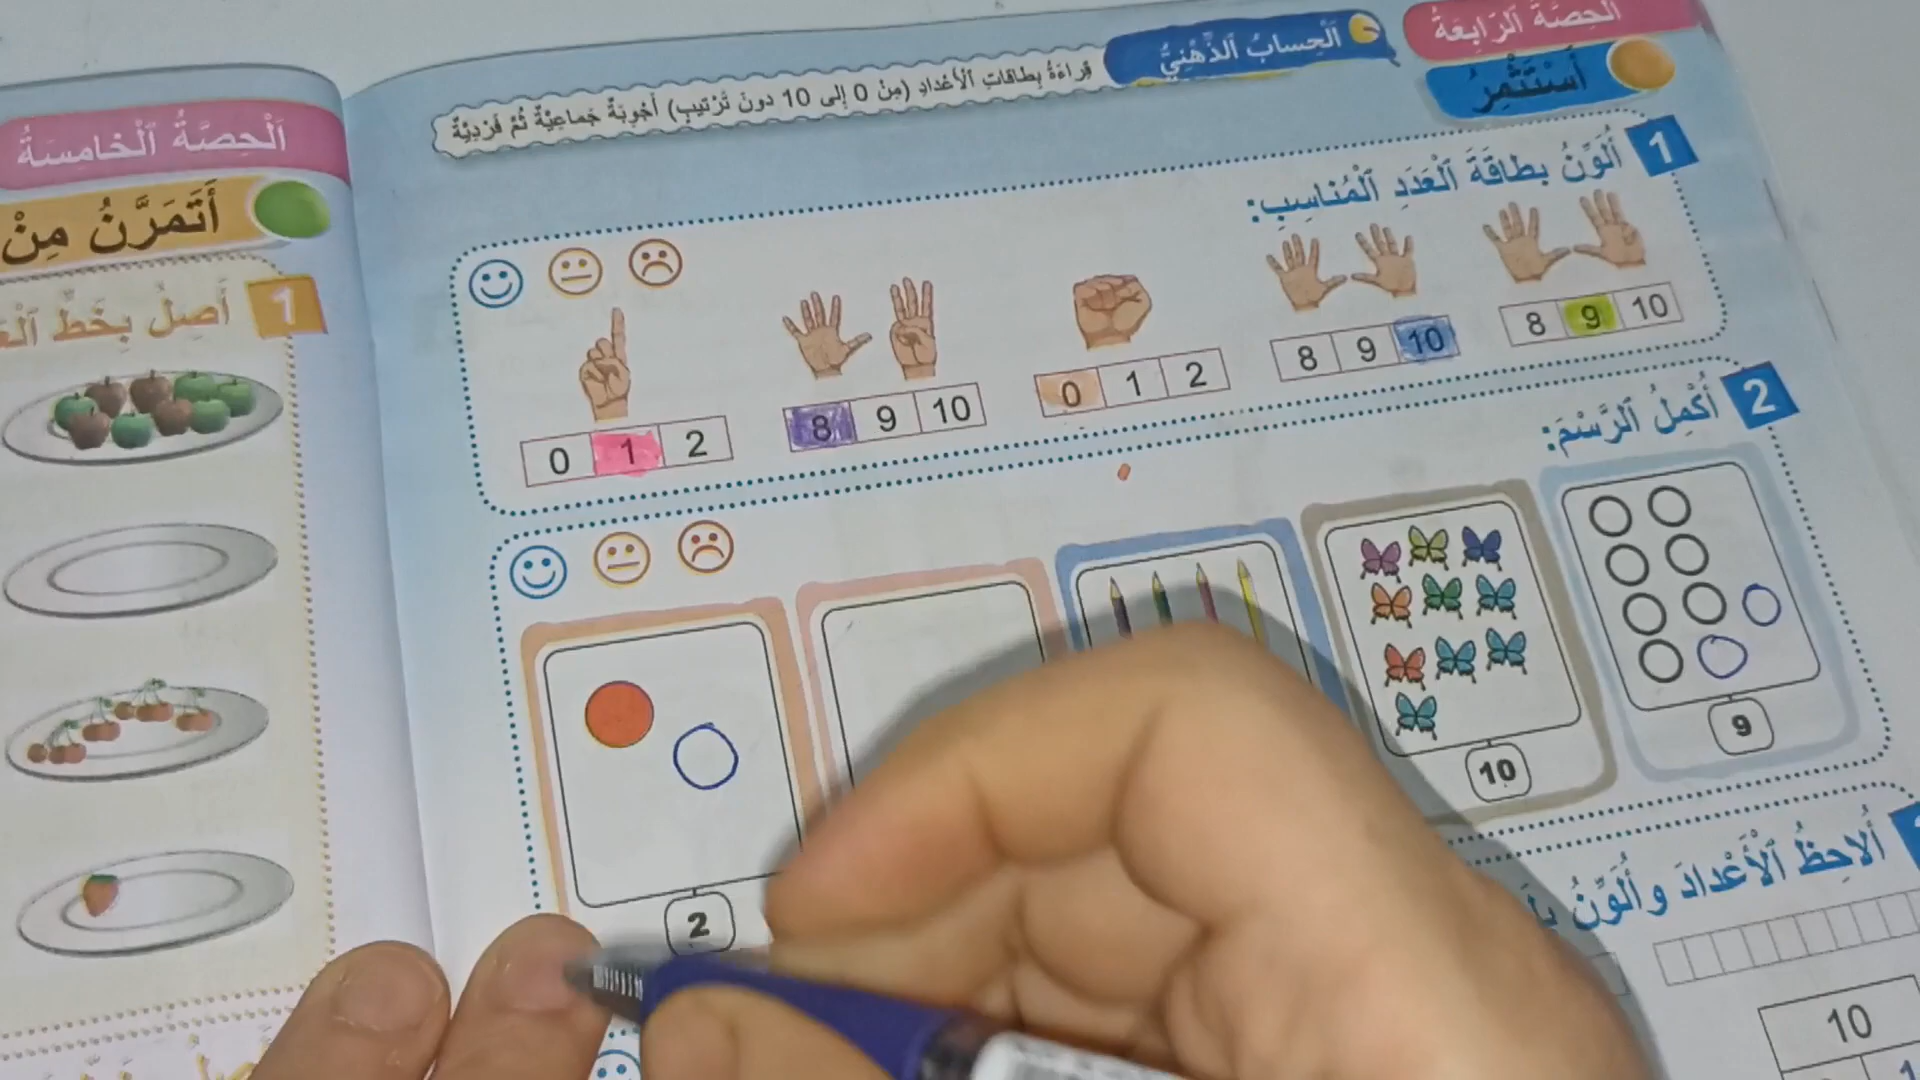 اَلْحِصَّةُ اَلرّابِعَةُ
أَسْتَثْمِرُ
اَلْحِسابُ اَلذِّهْنِيُّ
قِراءَةُ بِطاقاتِ اَلْأَعْدادِ (مِنْ 0 إلى 10 دونَ تَرْتيبٍ) أَجْوِبَةٌ جَماعِيَّةٌ ثُمَّ فَرْدِيَّةٌ
1 أُلَوِّنُ بِطاقَةَ اَلْعَدَدِ اَلْمُناسِبِ:
0 1 2
8 9 10
0 1 2
8 9 10
8 9 10
2 أُكْمِلُ اَلرَّسْمَ:
2
10
9
أُلاحِظُ اَلْأَعْدادَ وَأُلَوِّنُ
10
1
اَلْحِصَّةُ اَلْخامِسَةُ
أَتَمَرَّنُ مِنْ
1 أَصِلُ بِخَطٍّ